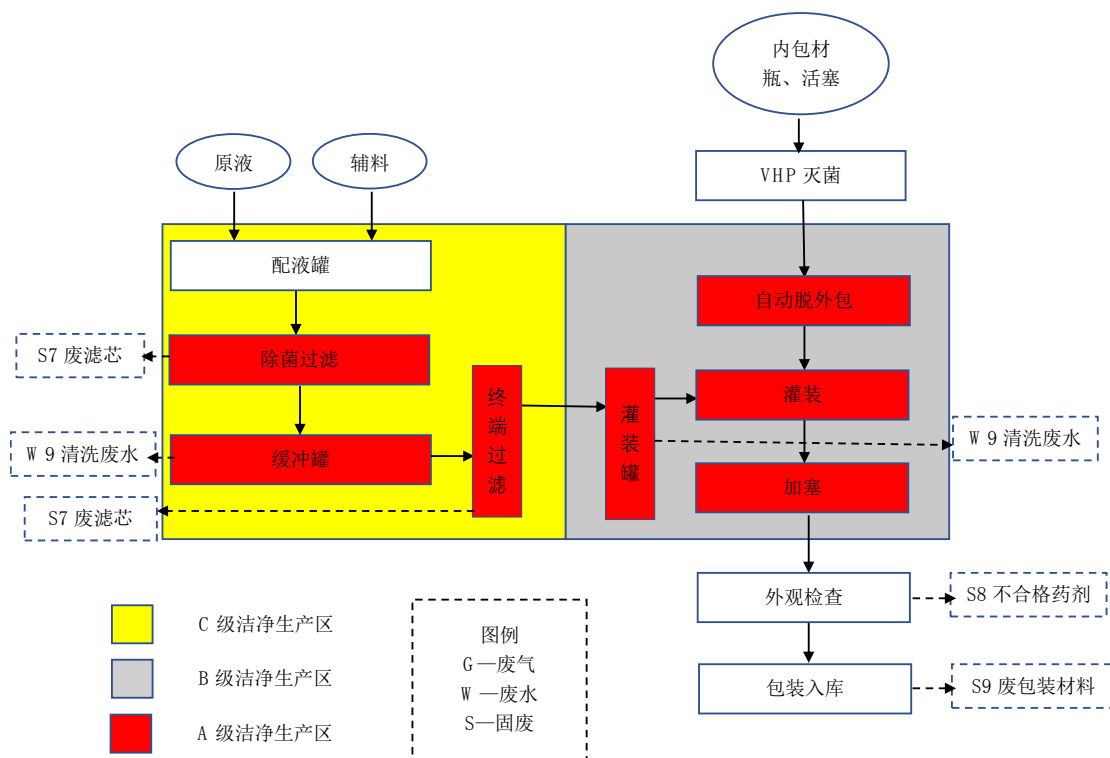 内包材
瓶、活塞
原液
辅料
VHP 灭菌
配液罐
自动脱外包
S7 废滤芯
除菌过滤
终端过滤
灌装罐
灌装
W 9 清洗废水
缓冲罐
W 9 清洗废水
加塞
S7 废滤芯
外观检查
S8 不合格药剂
C 级洁净生产区
图例
G—废气
W—废水
S—固废
B 级洁净生产区
包装入库
S9 废包装材料
A 级洁净生产区